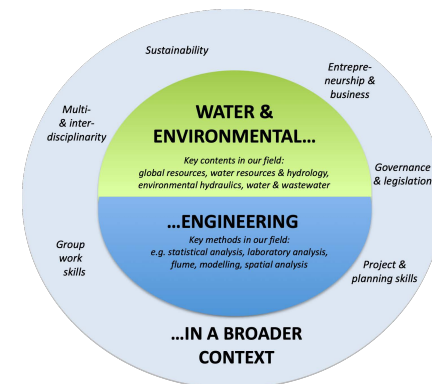 Sustainability
Entrepre-
neurship &
business
Multi-
& inter-
disciplinarity
WATER &
ENVIRONMENTAL...
Key contents in our field:
global resources, water resources & hydrology,
environmental hydraulics, water & wastewater
Governance
& legislation
...ENGINEERING
Key methods in our field:
e.g. statistical analysis, laboratory analysis,
flume, modelling, spatial analysis
Group
work
skills
Project &
planning skills
...IN A BROADER
CONTEXT